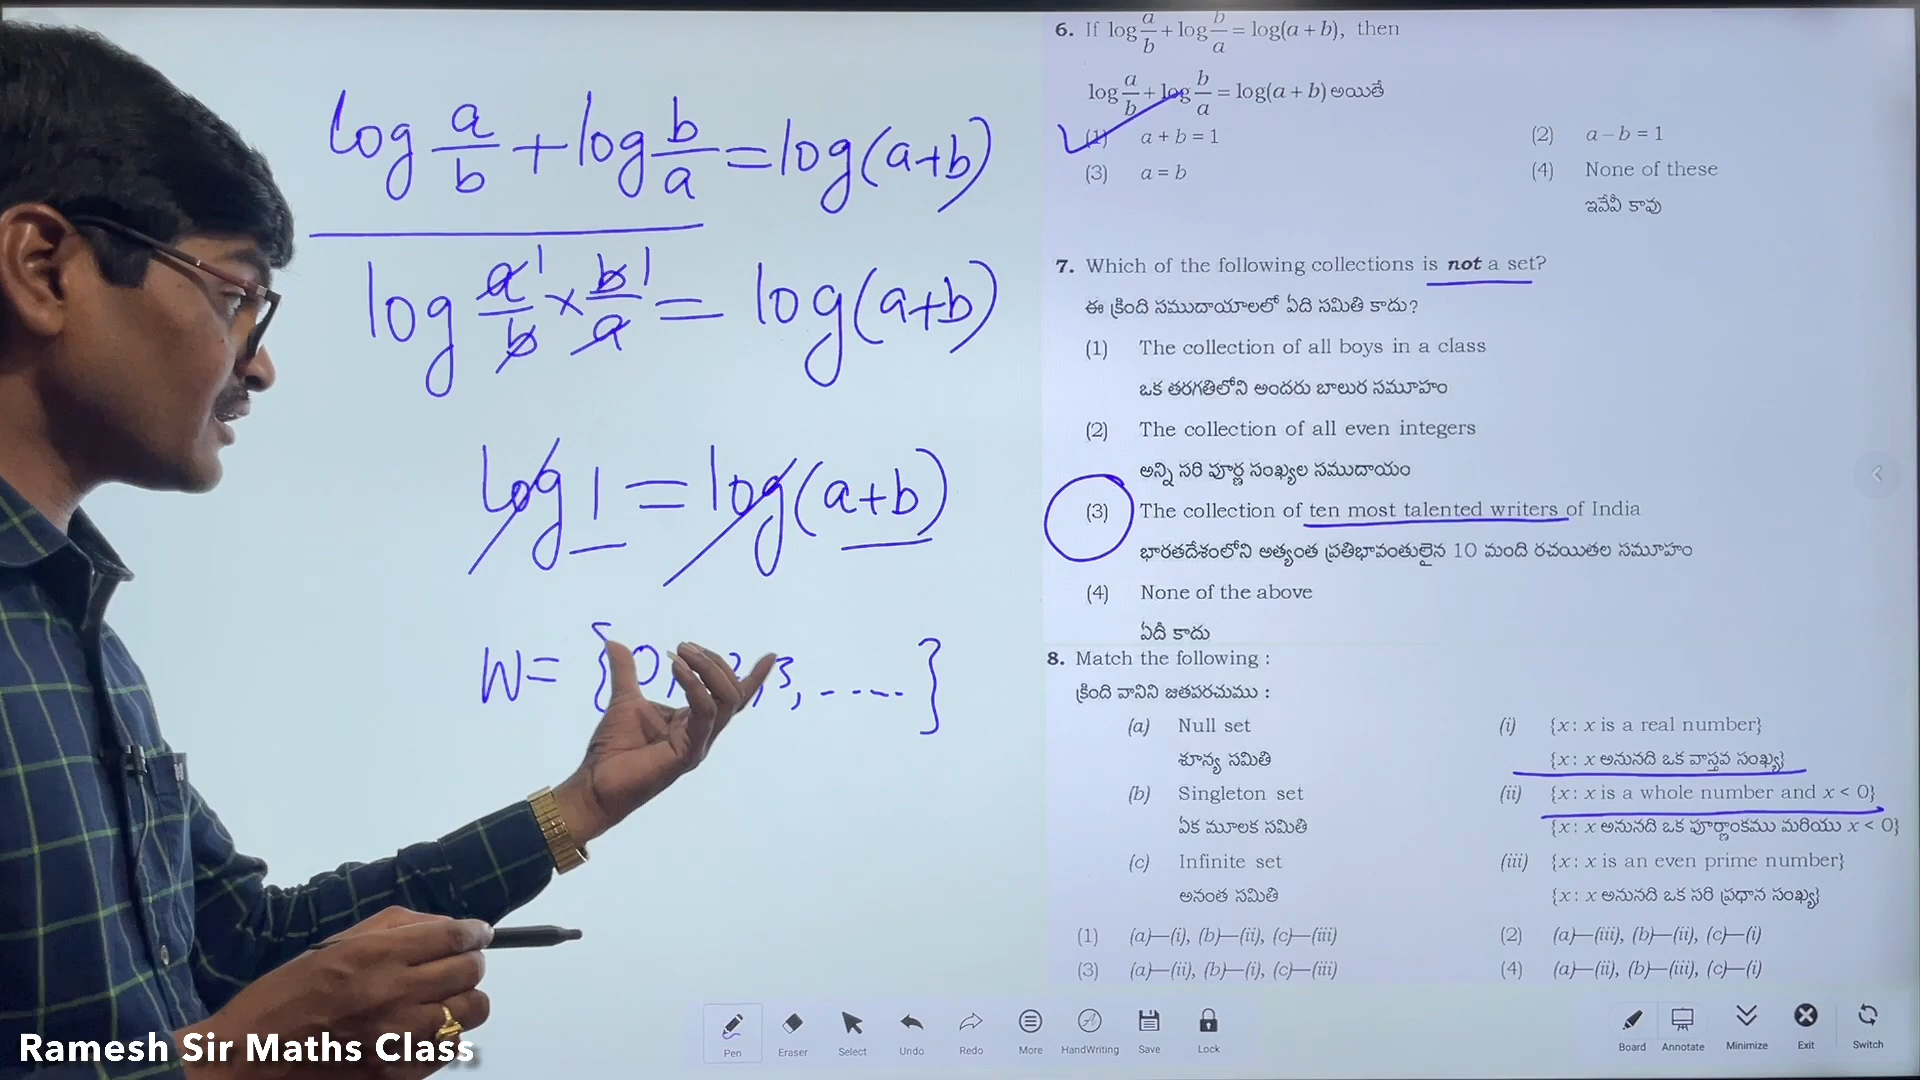 log a/b + log b/a = log(a+b)
log a/b × b/a = log(a+b)
1 1
log 1 = log(a+b)
W = {0, 2, 3, ..... }
6. If log a/b + log b/a = log(a + b), then
log a/b + log b/a = log(a + b) అయితే
(1) a + b = 1 (2) a – b = 1
(3) a = b (4) None of these
ఇవేవీ కావు
7. Which of the following collections is not a set?
ఈ క్రింది సముదాయాలలో ఏది సమితి కాదు?
(1) The collection of all boys in a class
ఒక తరగతిలోని అందరు బాలుర సమూహం
(2) The collection of all even integers
అన్ని సరి పూర్ణ సంఖ్యల సముదాయం
(3) The collection of ten most talented writers of India
భారతదేశంలోని అత్యంత ప్రతిభావంతులైన 10 మంది రచయితల సమూహం
(4) None of the above
ఏదీ కాదు
8. Match the following :
క్రింది వానిని జతపరచుము :
(a) Null set (i) {x : x is a real number}
శూన్య సమితి {x : x అనునది ఒక వాస్తవ సంఖ్య}
(b) Singleton set (ii) {x : x is a whole number and x < 0}
ఏక మూలక సమితి {x : x అనునది ఒక పూర్ణాంకము మరియు x < 0}
(c) Infinite set (iii) {x : x is an even prime number}
అనంత సమితి {x : x అనునది ఒక సరి ప్రధాన సంఖ్య}
(1) (a)—(i), (b)—(ii), (c)—(iii) (2) (a)—(iii), (b)—(ii), (c)—(i)
(3) (a)—(ii), (b)—(i), (c)—(iii) (4) (a)—(ii), (b)—(iii), (c)—(i)
Pen Eraser Select Undo Redo More HandWriting Save Lock Board Annotate Minimize Exit Switch
Ramesh Sir Maths Class